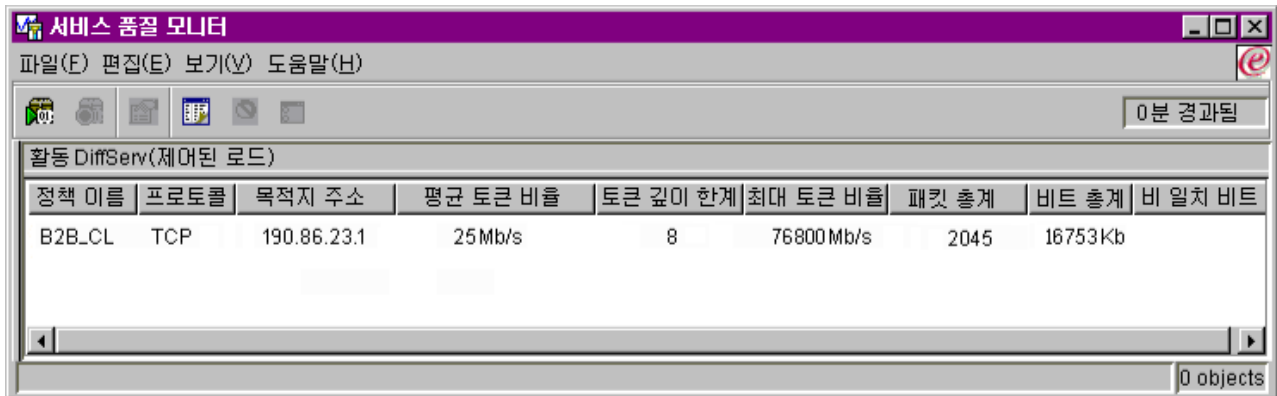 서비스 품질 모니터
파일(F) 편집(E) 보기(V) 도움말(H)
0분 경과됨
활동 DiffServ(제어된 로드)
정책 이름 프로토콜 목적지 주소 평균 토큰 비율 토큰 깊이 한계 최대 토큰 비율 패킷 총계 비트 총계 비 일치 비트
B2B_CL TCP 190.86.23.1 25Mb/s 8 76800Mb/s 2045 16753Kb
0 objects